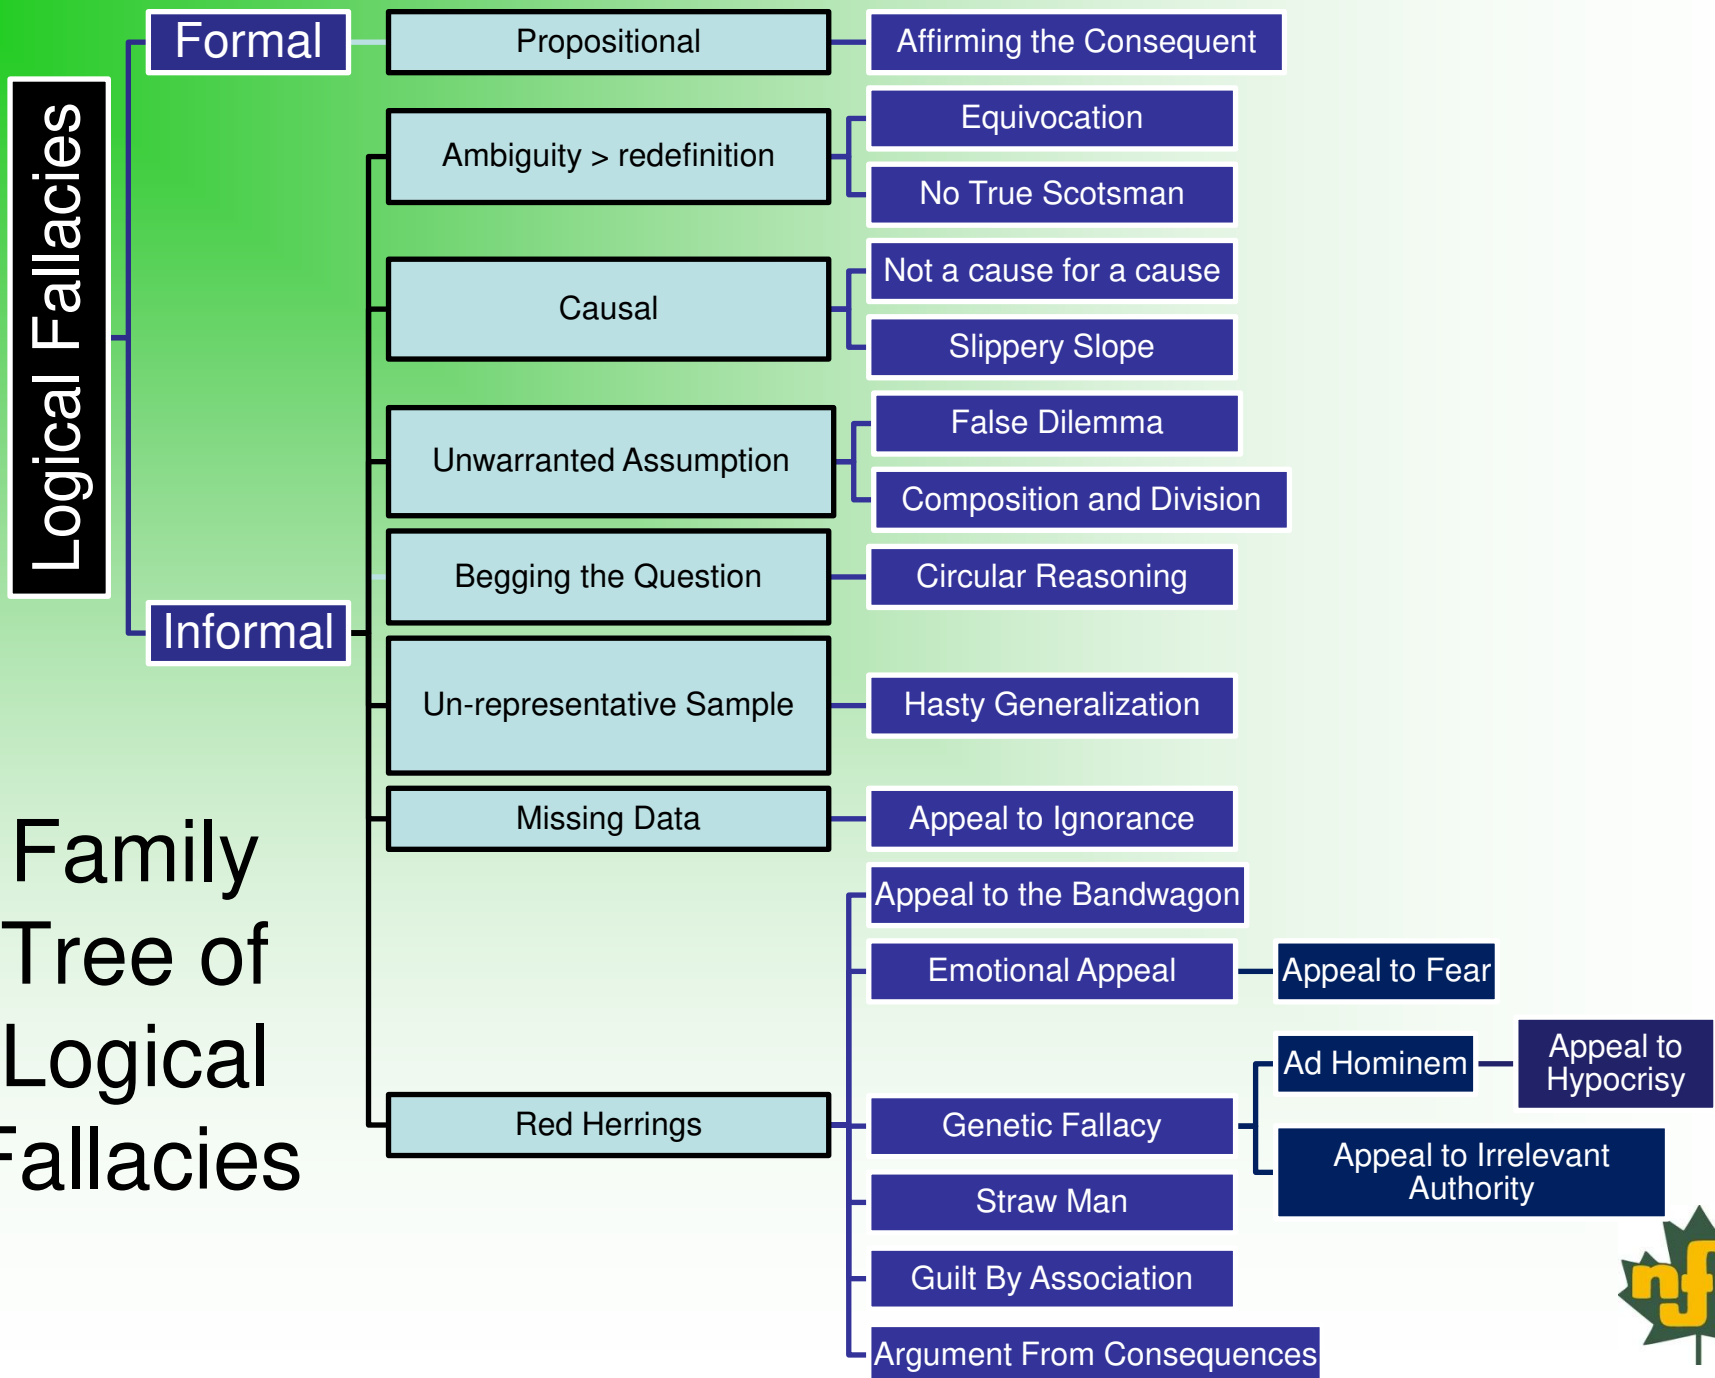 Logical Fallacies
Formal
Propositional
Affirming the Consequent
Informal
Ambiguity > redefinition
Equivocation
No True Scotsman
Causal
Not a cause for a cause
Slippery Slope
Unwarranted Assumption
False Dilemma
Composition and Division
Begging the Question
Circular Reasoning
Un-representative Sample
Hasty Generalization
Missing Data
Appeal to Ignorance
Red Herrings
Appeal to the Bandwagon
Emotional Appeal
Appeal to Fear
Genetic Fallacy
Ad Hominem
Appeal to
Hypocrisy
Appeal to Irrelevant
Authority
Straw Man
Guilt By Association
Argument From Consequences
Family
Tree of
Logical
Fallacies
nf